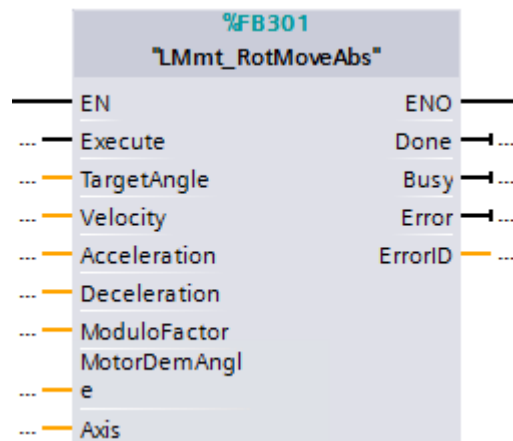 %FB301
"LMmt_RotMoveAbs"
EN ENO
... Execute Done ...
... TargetAngle Busy ...
... Velocity Error ...
... Acceleration ErrorID ...
... Deceleration
... ModuloFactor
MotorDemAngl
... e
... Axis